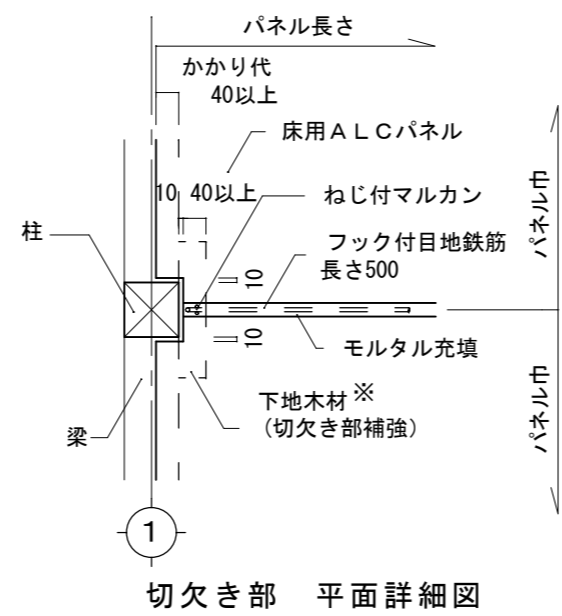 パネル長さ
かかり代
40以上
床用ALCパネル
10 40以上
ねじ付マルカン
柱
フック付目地鉄筋
長さ500
10
10
モルタル充填
下地木材※
(切欠き部補強)
梁
パネル巾
パネル巾
1
切欠き部 平面詳細図